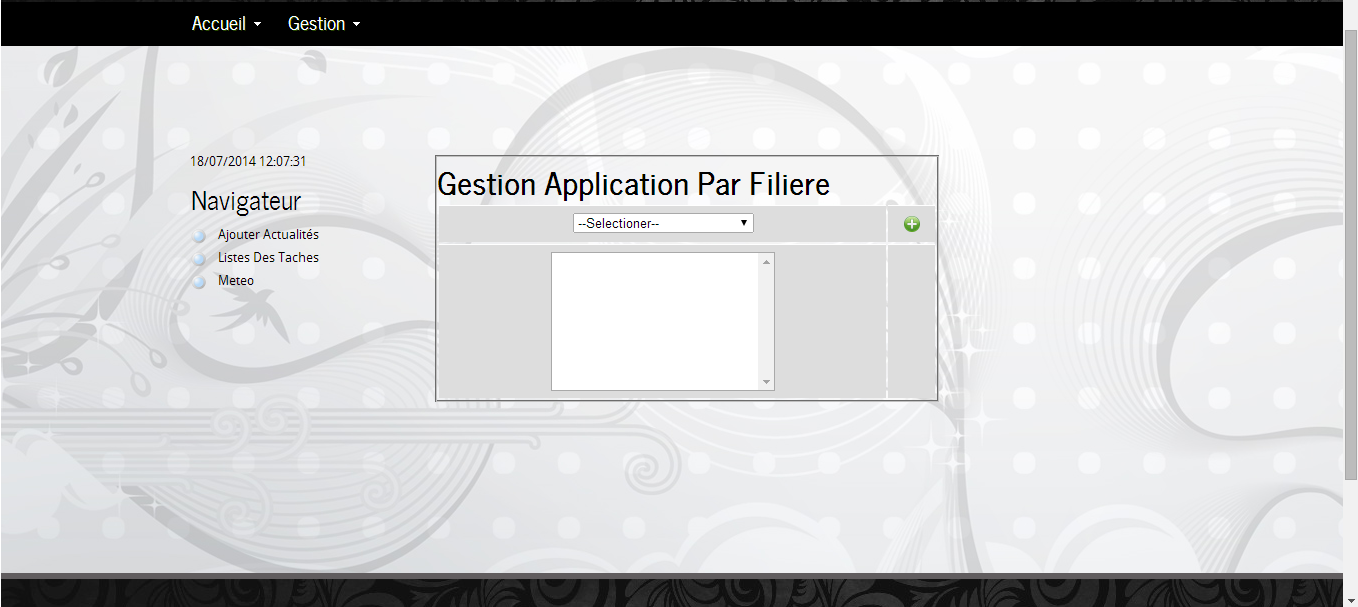 Accueil Gestion
18/07/2014 12:07:31
Navigateur
Ajouter Actualités
Listes Des Taches
Meteo
Gestion Application Par Filiere
--Selectioner--